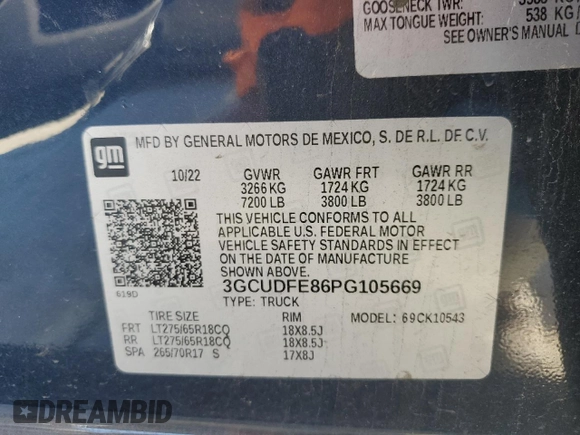 GOOSENECK TWR:
MAX TONGUE WEIGHT: 538 KG
SEE OWNER'S MANUAL
gm
MFD BY GENERAL MOTORS DE MEXICO, S. DE R.L. DE C.V.
10/22 GVWR GAWR FRT GAWR RR
3266 KG 1724 KG 1724 KG
7200 LB 3800 LB 3800 LB
THIS VEHICLE CONFORMS TO ALL
APPLICABLE U.S. FEDERAL MOTOR
VEHICLE SAFETY STANDARDS IN EFFECT
ON THE DATE OF MANUFACTURE
SHOWN ABOVE.
619D
3GCUDFE86PG105669
TYPE: TRUCK
TIRE SIZE RIM MODEL: 69CK10543
FRT LT275/65R18CQ 18X8.5J
RR LT275/65R18CQ 18X8.5J
SPA 265/70R17 S 17X8J
DREAMBID